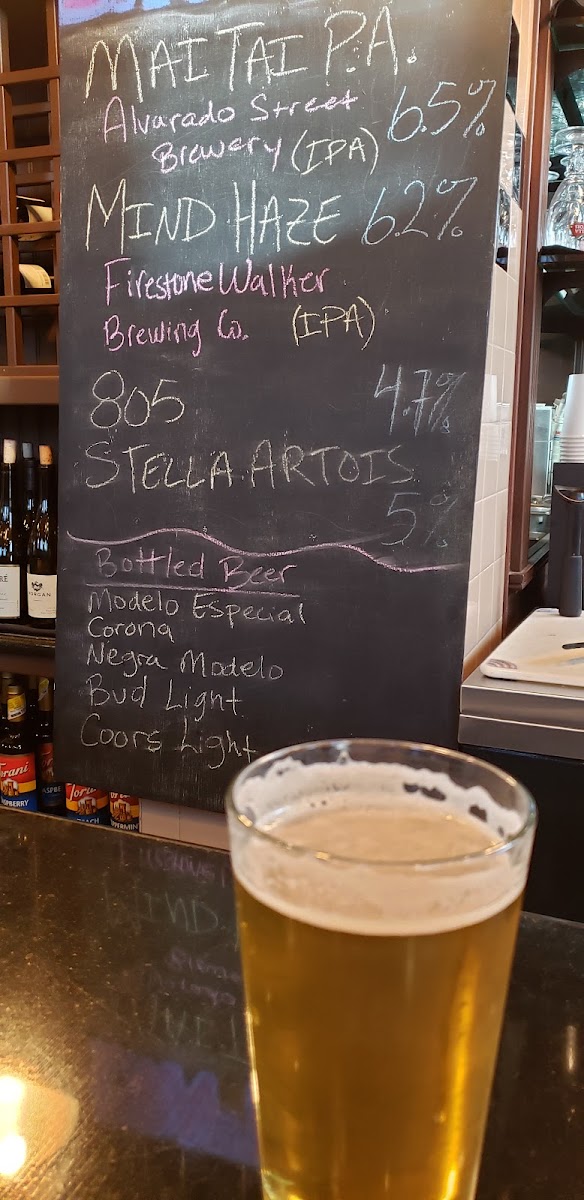 MAI TAI P.A.
Alvarado Street 6.5%
Brewery (IPA)
MIND HAZE 6.2%
Firestone Walker
Brewing Co. (IPA)
805 4.7%
STELLA ARTOIS
5%
Bottled Beer
Modelo Especial
Corona
Negra Modelo
Bud Light
Coors Light
Torani